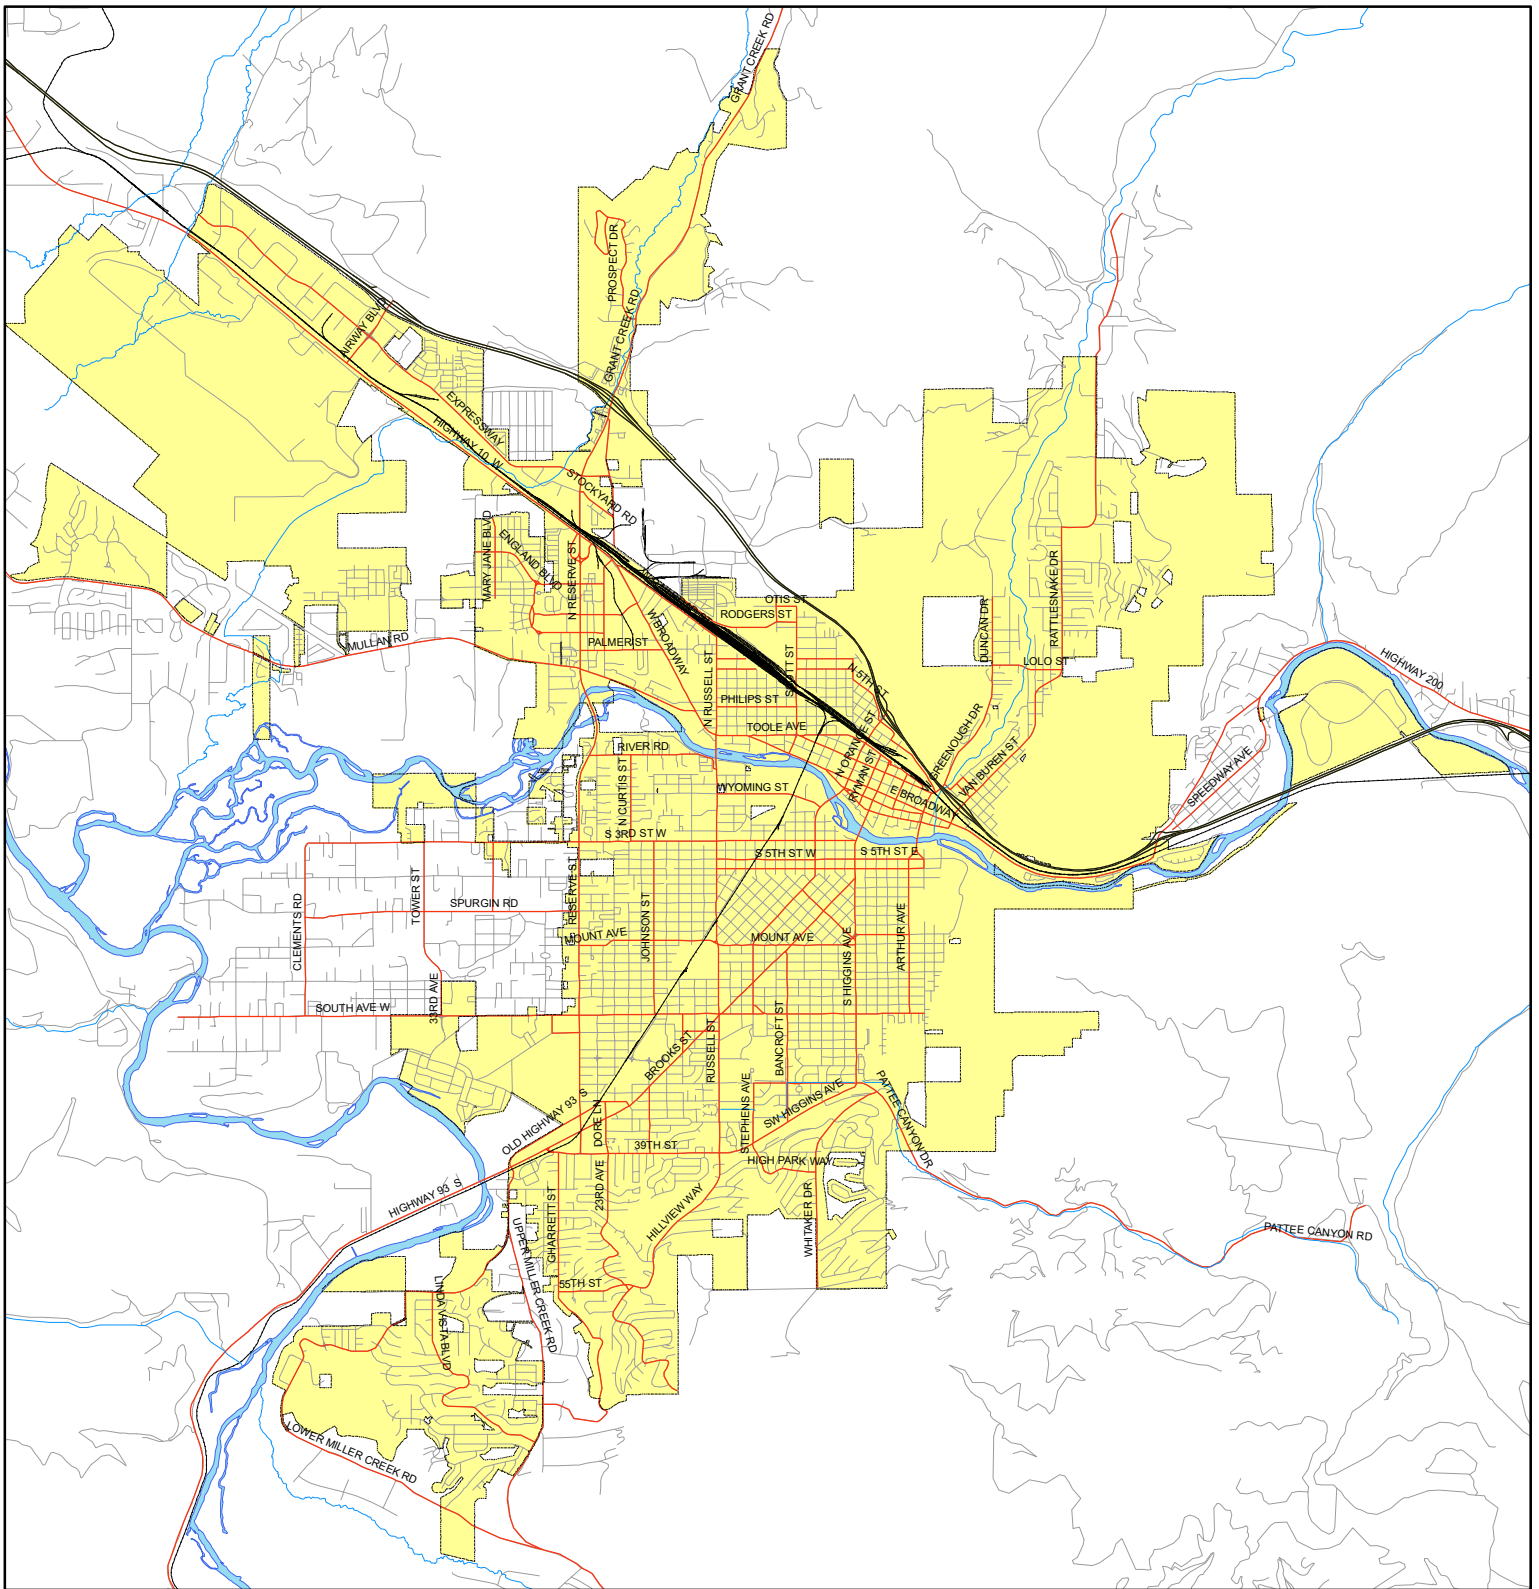 GRANT CREEK RD
PROSPECT DR
AIRWAY BLVD
GRANT CREEK RD
EXPRESSWAY
HIGHWAY 10 W
STOCKYARD RD
MARY JANE BLVD
ENGLAND BLVD
N RESERVE ST
OTIS ST
RODGERS ST
DUNCAN DR
RATTLESNAKE DR
MULLAN RD
PALMER ST
W BROADWAY
N RUSSELL ST
SCOTT ST
N 5TH ST
LOLO ST
HIGHWAY 200
PHILIPS ST
TOOLE AVE
N ORANGE ST
GREENOUGH DR
VAN BUREN ST
RIVER RD
RYMAN ST
SPEEDWAY AVE
N CURTIS ST
WYOMING ST
E BROADWAY
S 3RD ST W
S 5TH ST W
S 5TH ST E
CLEMENTS RD
TOWER ST
SPURGIN RD
RESERVE ST
JOHNSON ST
MOUNT AVE
MOUNT AVE
S HIGGINS AVE
ARTHUR AVE
SOUTH AVE W
33RD AVE
BROOKS ST
RUSSELL ST
BANCROFT ST
OLD HIGHWAY 93 S
DORE LN
STEPHENS AVE
SW HIGGINS AVE
PATTEE CANYON DR
39TH ST
HIGH PARK WAY
HIGHWAY 93 S
GHARRETT ST
23RD AVE
HILLVIEW WAY
WHITAKER DR
PATTEE CANYON RD
UPPER MILLER CREEK RD
55TH ST
LINDA VISTA BLVD
LOWER MILLER CREEK RD